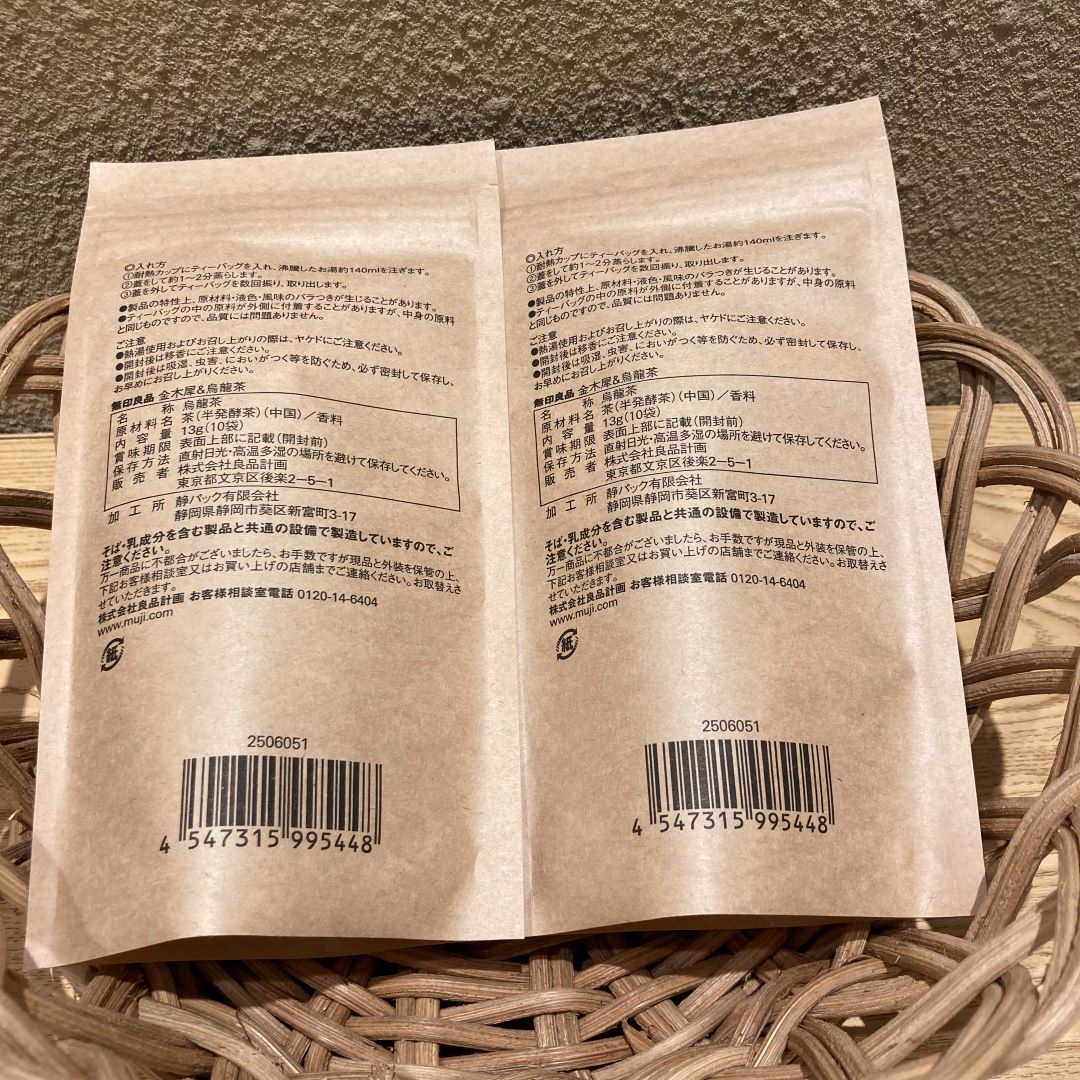 ◎入れ方
①耐熱カップにティーバッグを入れ、沸騰したお湯約140mlを注ぎます。
②蓋をして約1〜2分蒸らします。
③蓋を外してティーバッグを数回振り、取り出します。
●製品の特性上、原材料・液色・風味のバラつきが生じることがあります。
●ティーバッグの中の原料が外側に付着することがありますが、中身の原料
と同じものですので、品質には問題ありません。
ご注意
●熱湯使用およびお召し上がりの際は、ヤケドにご注意ください。
●開封後は移香にご注意ください。
●開封後は吸湿、虫害、においがつく等を防ぐため、必ず密封して保存し、
お早めにお召し上がりください。
無印良品 金木犀&烏龍茶
名称 烏龍茶
原材料名 茶(半発酵茶)(中国)/香料
内容量 13g(10袋)
賞味期限 表面上部に記載(開封前)
保存方法 直射日光・高温多湿の場所を避けて保存してください。
販売者 株式会社良品計画
東京都文京区後楽2-5-1
加工所 静パック有限会社
静岡県静岡市葵区新富町3-17
そば・乳成分を含む製品と共通の設備で製造していますので、ご
注意ください。
万一商品に不都合がございましたら、お手数ですが現品と外装を保管の上、
下記お客様相談室又はお買い上げの店舗までご連絡ください。お取替えさ
せていただきます。
株式会社良品計画 お客様相談室電話 0120-14-6404
www.muji.com
紙
2506051
4 547315 995448
◎入れ方
①耐熱カップにティーバッグを入れ、沸騰したお湯約140mlを注ぎます。
②蓋をして約1〜2分蒸らします。
③蓋を外してティーバッグを数回振り、取り出します。
●製品の特性上、原材料・液色・風味のバラつきが生じることがあります。
●ティーバッグの中の原料が外側に付着することがありますが、中身の原料
と同じものですので、品質には問題ありません。
ご注意
●熱湯使用およびお召し上がりの際は、ヤケドにご注意ください。
●開封後は移香にご注意ください。
●開封後は吸湿、虫害、においがつく等を防ぐため、必ず密封して保存し、
お早めにお召し上がりください。
無印良品 金木犀&烏龍茶
名称 烏龍茶
原材料名 茶(半発酵茶)(中国)/香料
内容量 13g(10袋)
賞味期限 表面上部に記載(開封前)
保存方法 直射日光・高温多湿の場所を避けて保存してください。
販売者 株式会社良品計画
東京都文京区後楽2-5-1
加工所 静パック有限会社
静岡県静岡市葵区新富町3-17
そば・乳成分を含む製品と共通の設備で製造していますので、ご
注意ください。
万一商品に不都合がございましたら、お手数ですが現品と外装を保管の上、
下記お客様相談室又はお買い上げの店舗までご連絡ください。お取替えさ
せていただきます。
株式会社良品計画 お客様相談室電話 0120-14-6404
www.muji.com
紙
2506051
4 547315 995448